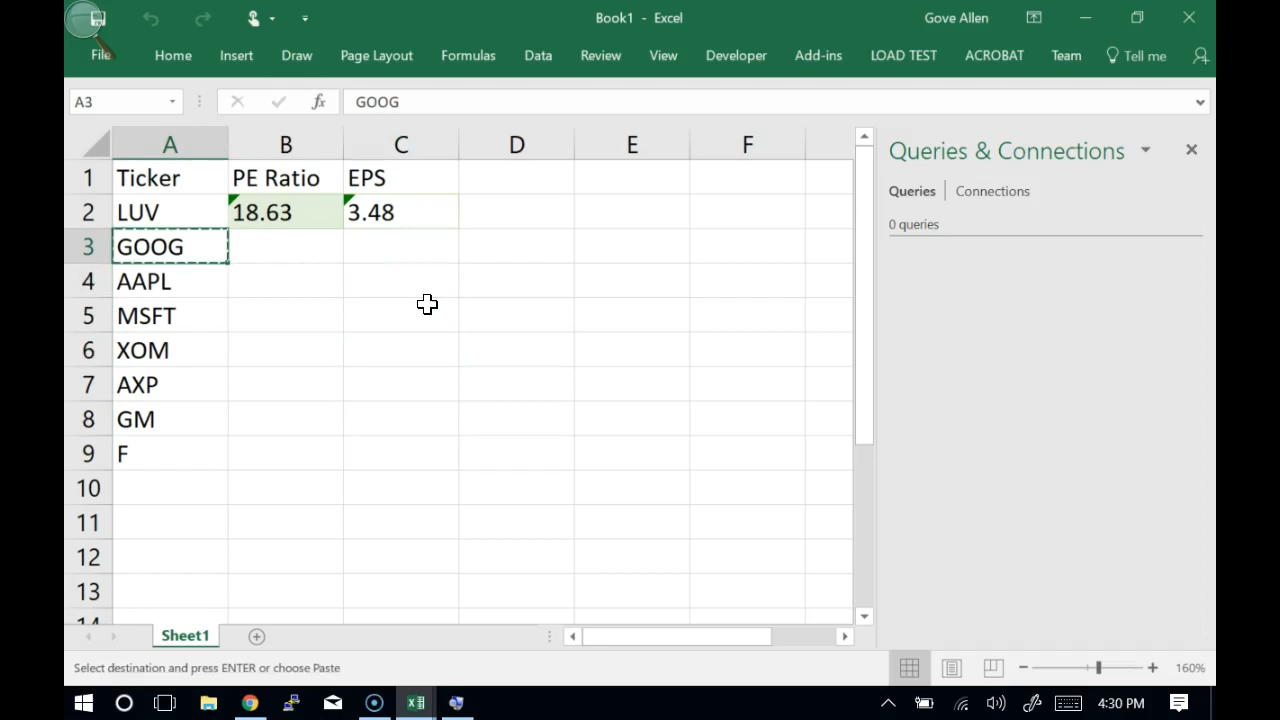 Book1 - Excel
Gove Allen
File Home Insert Draw Page Layout Formulas Data Review View Developer Add-ins LOAD TEST ACROBAT Team Tell me
A3 fx GOOG
A B C D E F
1 Ticker PE Ratio EPS
2 LUV 18.63 3.48
3 GOOG
4 AAPL
5 MSFT
6 XOM
7 AXP
8 GM
9 F
10
11
12
13
14
Queries & Connections
Queries Connections
0 queries
Sheet1
Select destination and press ENTER or choose Paste
160%
4:30 PM